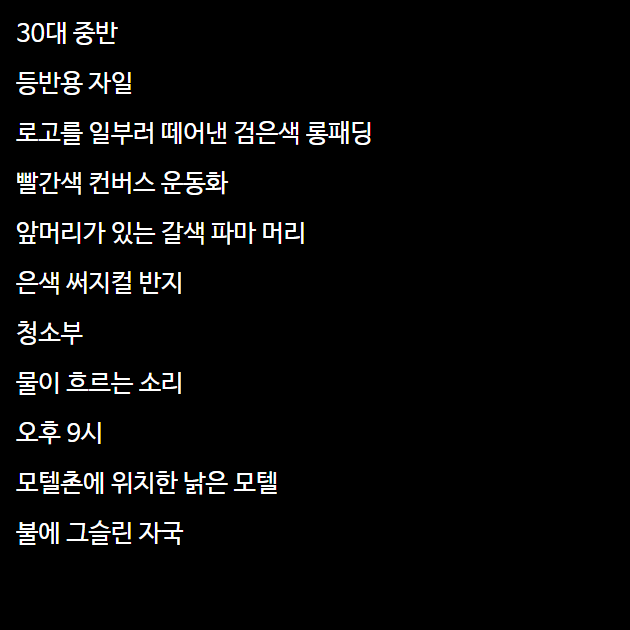 30대 중반
등반용 자일
로고를 일부러 떼어낸 검은색 롱패딩
빨간색 컨버스 운동화
앞머리가 있는 갈색 파마 머리
은색 써지컬 반지
청소부
물이 흐르는 소리
오후 9시
모텔촌에 위치한 낡은 모텔
불에 그슬린 자국